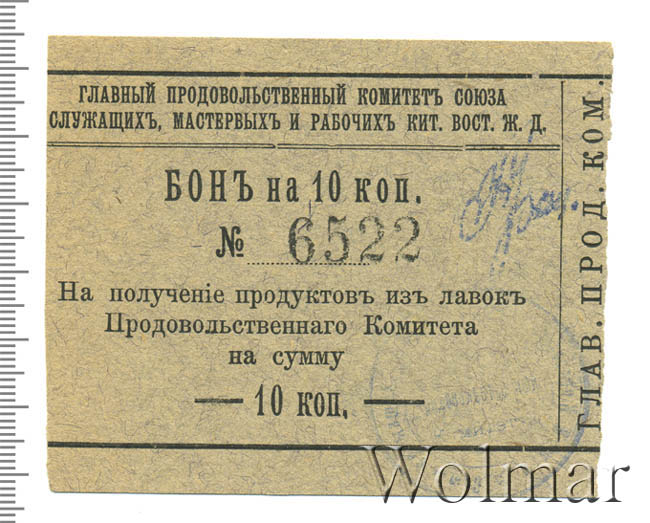 ГЛАВНЫЙ ПРОДОВОЛЬСТВЕННЫЙ КОМИТЕТЪ СОЮЗА
СЛУЖАЩИХЪ, МАСТЕРВЫХЪ И РАБОЧИХЪ КИТ. ВОСТ. Ж. Д.
БОНЪ на 10 коп.
№ 6522
На полученіе продуктовъ изъ лавокъ
Продовольственнаго Комитета
на сумму
— 10 коп. —
ГЛАВ. ПРОД. КОМ.
Wolmar